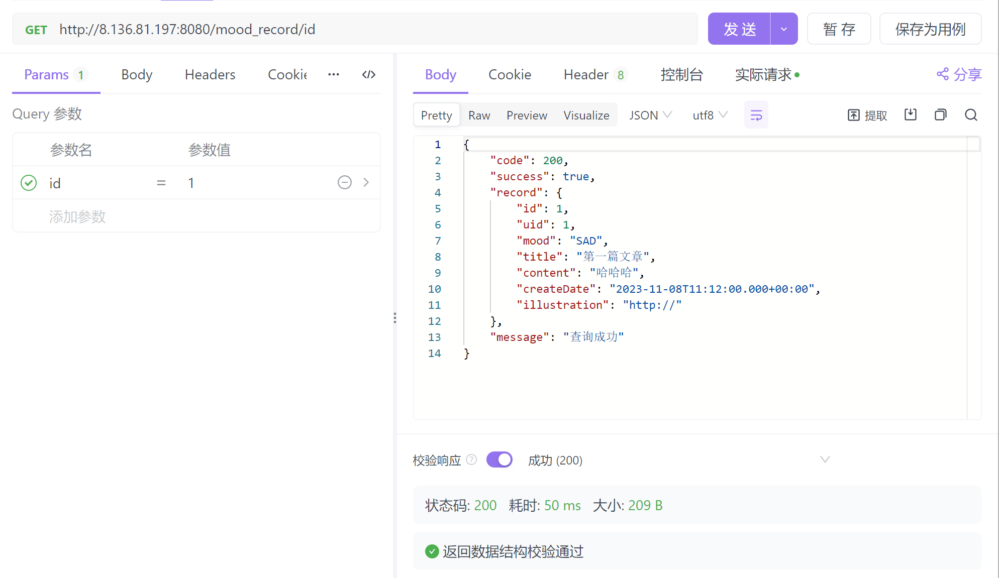 GET http://8.136.81.197:8080/mood_record/id 发 送 暂 存 保存为用例
Params 1 Body Headers Cookie ··· </>
Query 参数
参数名 参数值
id = 1
添加参数
Body Cookie Header 8 控制台 实际请求 分享
Pretty Raw Preview Visualize JSON utf8 提取
1 {
2 "code": 200,
3 "success": true,
4 "record": {
5 "id": 1,
6 "uid": 1,
7 "mood": "SAD",
8 "title": "第一篇文章",
9 "content": "哈哈哈",
10 "createDate": "2023-11-08T11:12:00.000+00:00",
11 "illustration": "http://"
12 },
13 "message": "查询成功"
14 }
校验响应 ? 成功 (200)
状态码: 200 耗时: 50 ms 大小: 209 B
返回数据结构校验通过